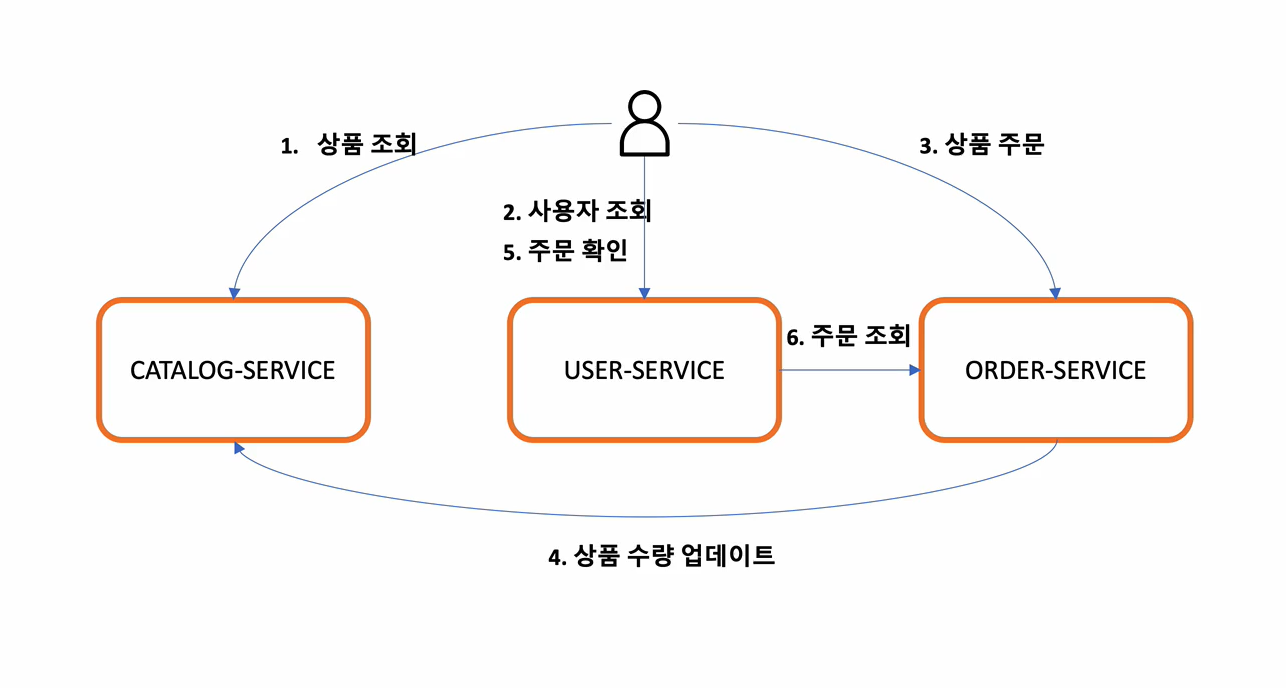 1. 상품 조회
3. 상품 주문
2. 사용자 조회
5. 주문 확인
6. 주문 조회
CATALOG-SERVICE
USER-SERVICE
ORDER-SERVICE
4. 상품 수량 업데이트